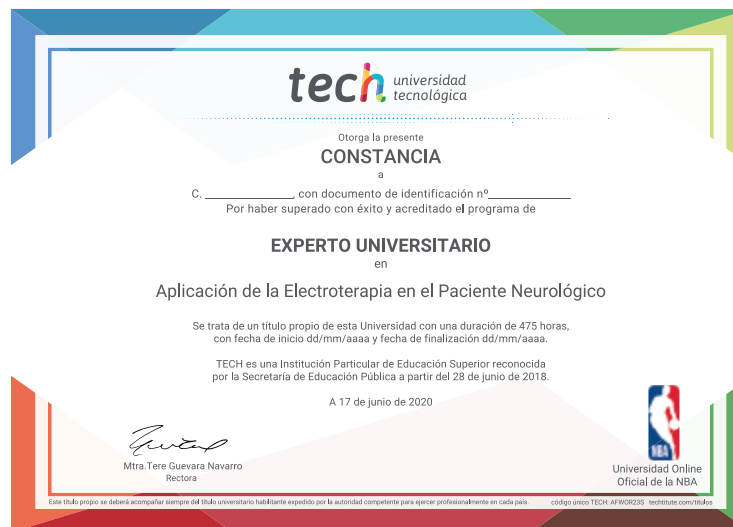 tech universidad
tecnológica
Otorga la presente
CONSTANCIA
a
C. ______________, con documento de identificación nº______________
Por haber superado con éxito y acreditado el programa de
EXPERTO UNIVERSITARIO
en
Aplicación de la Electroterapia en el Paciente Neurológico
Se trata de un título propio de esta Universidad con una duración de 475 horas,
con fecha de inicio dd/mm/aaaa y fecha de finalización dd/mm/aaaa.
TECH es una Institución Particular de Educación Superior reconocida
por la Secretaría de Educación Pública a partir del 28 de junio de 2018.
A 17 de junio de 2020
Mtra.Tere Guevara Navarro
Rectora
NBA
Universidad Online
Oficial de la NBA
Este título propio se deberá acompañar siempre del título universitario habilitante expedido por la autoridad competente para ejercer profesionalmente en cada país. código único TECH: AFWOR23S techtitute.com/títulos